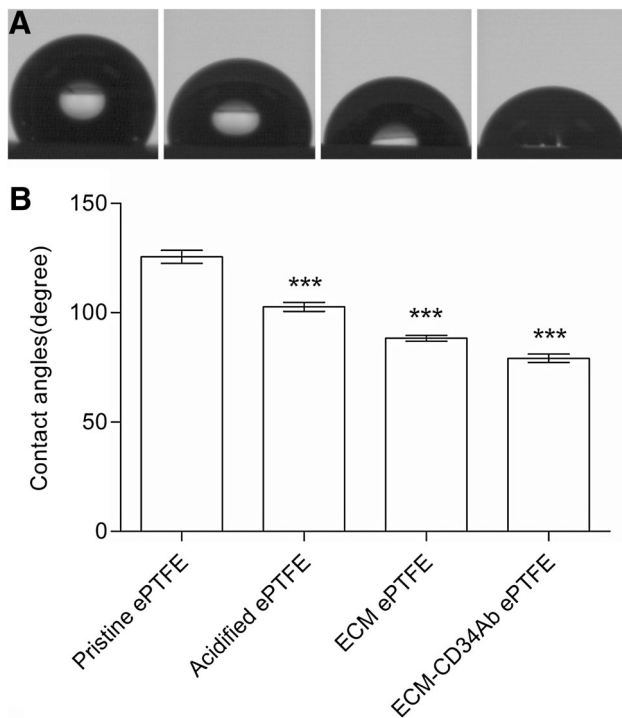 A
B
150
100
50
0
Contact angles(degree)
***
***
***
Pristine ePTFE
Acidified ePTFE
ECM ePTFE
ECM-CD34Ab ePTFE